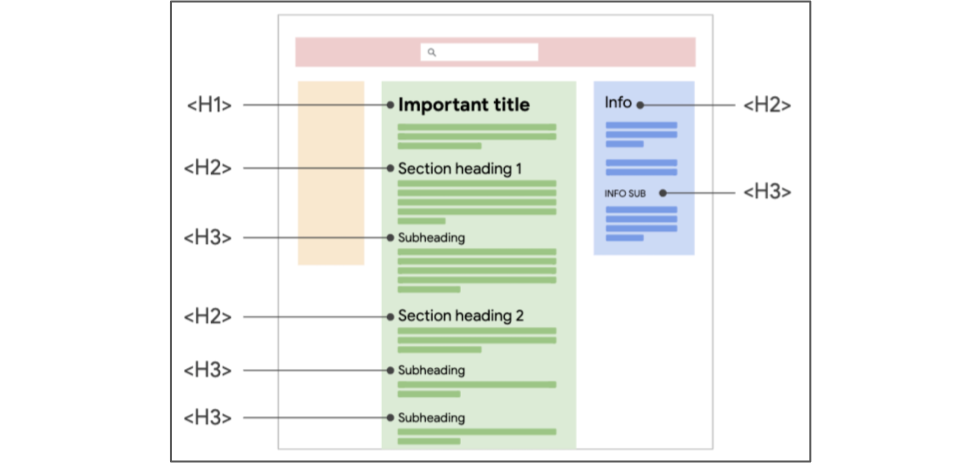 <H1>
Important title
Info
<H2>
<H2>
Section heading 1
INFO SUB
<H3>
<H3>
Subheading
<H2>
Section heading 2
<H3>
Subheading
<H3>
Subheading